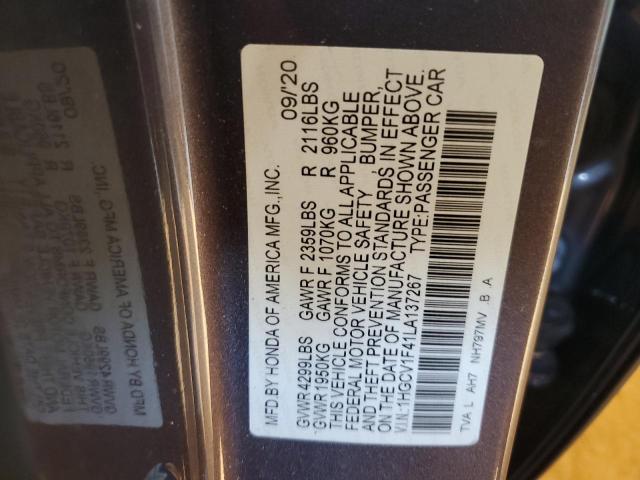 MFD.BY HONDA OF AMERICA MFG.,INC. 09/'20
GVWR 4299LBS GAWR F 2359LBS R 2116LBS
GVWR 1950KG GAWR F 1070KG R 960KG
THIS VEHICLE CONFORMS TO ALL APPLICABLE
FEDERAL MOTOR VEHICLE SAFETY , BUMPER,
AND THEFT PREVENTION STANDARDS IN EFFECT
ON THE DATE OF MANUFACTURE SHOWN ABOVE.
V.I.N.:1HGCV1F41LA137267 TYPE:PASSENGER CAR
TVA L AH7 NH797MV B A